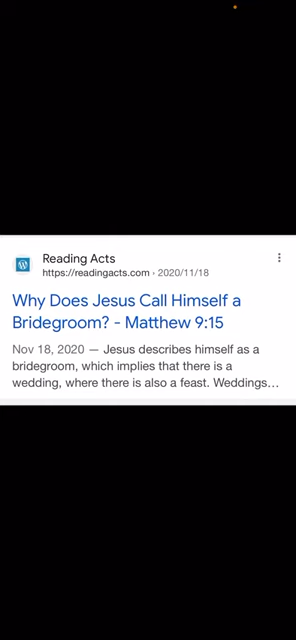 Reading Acts
https://readingacts.com › 2020/11/18
Why Does Jesus Call Himself a
Bridegroom? - Matthew 9:15
Nov 18, 2020 — Jesus describes himself as a
bridegroom, which implies that there is a
wedding, where there is also a feast. Weddings...